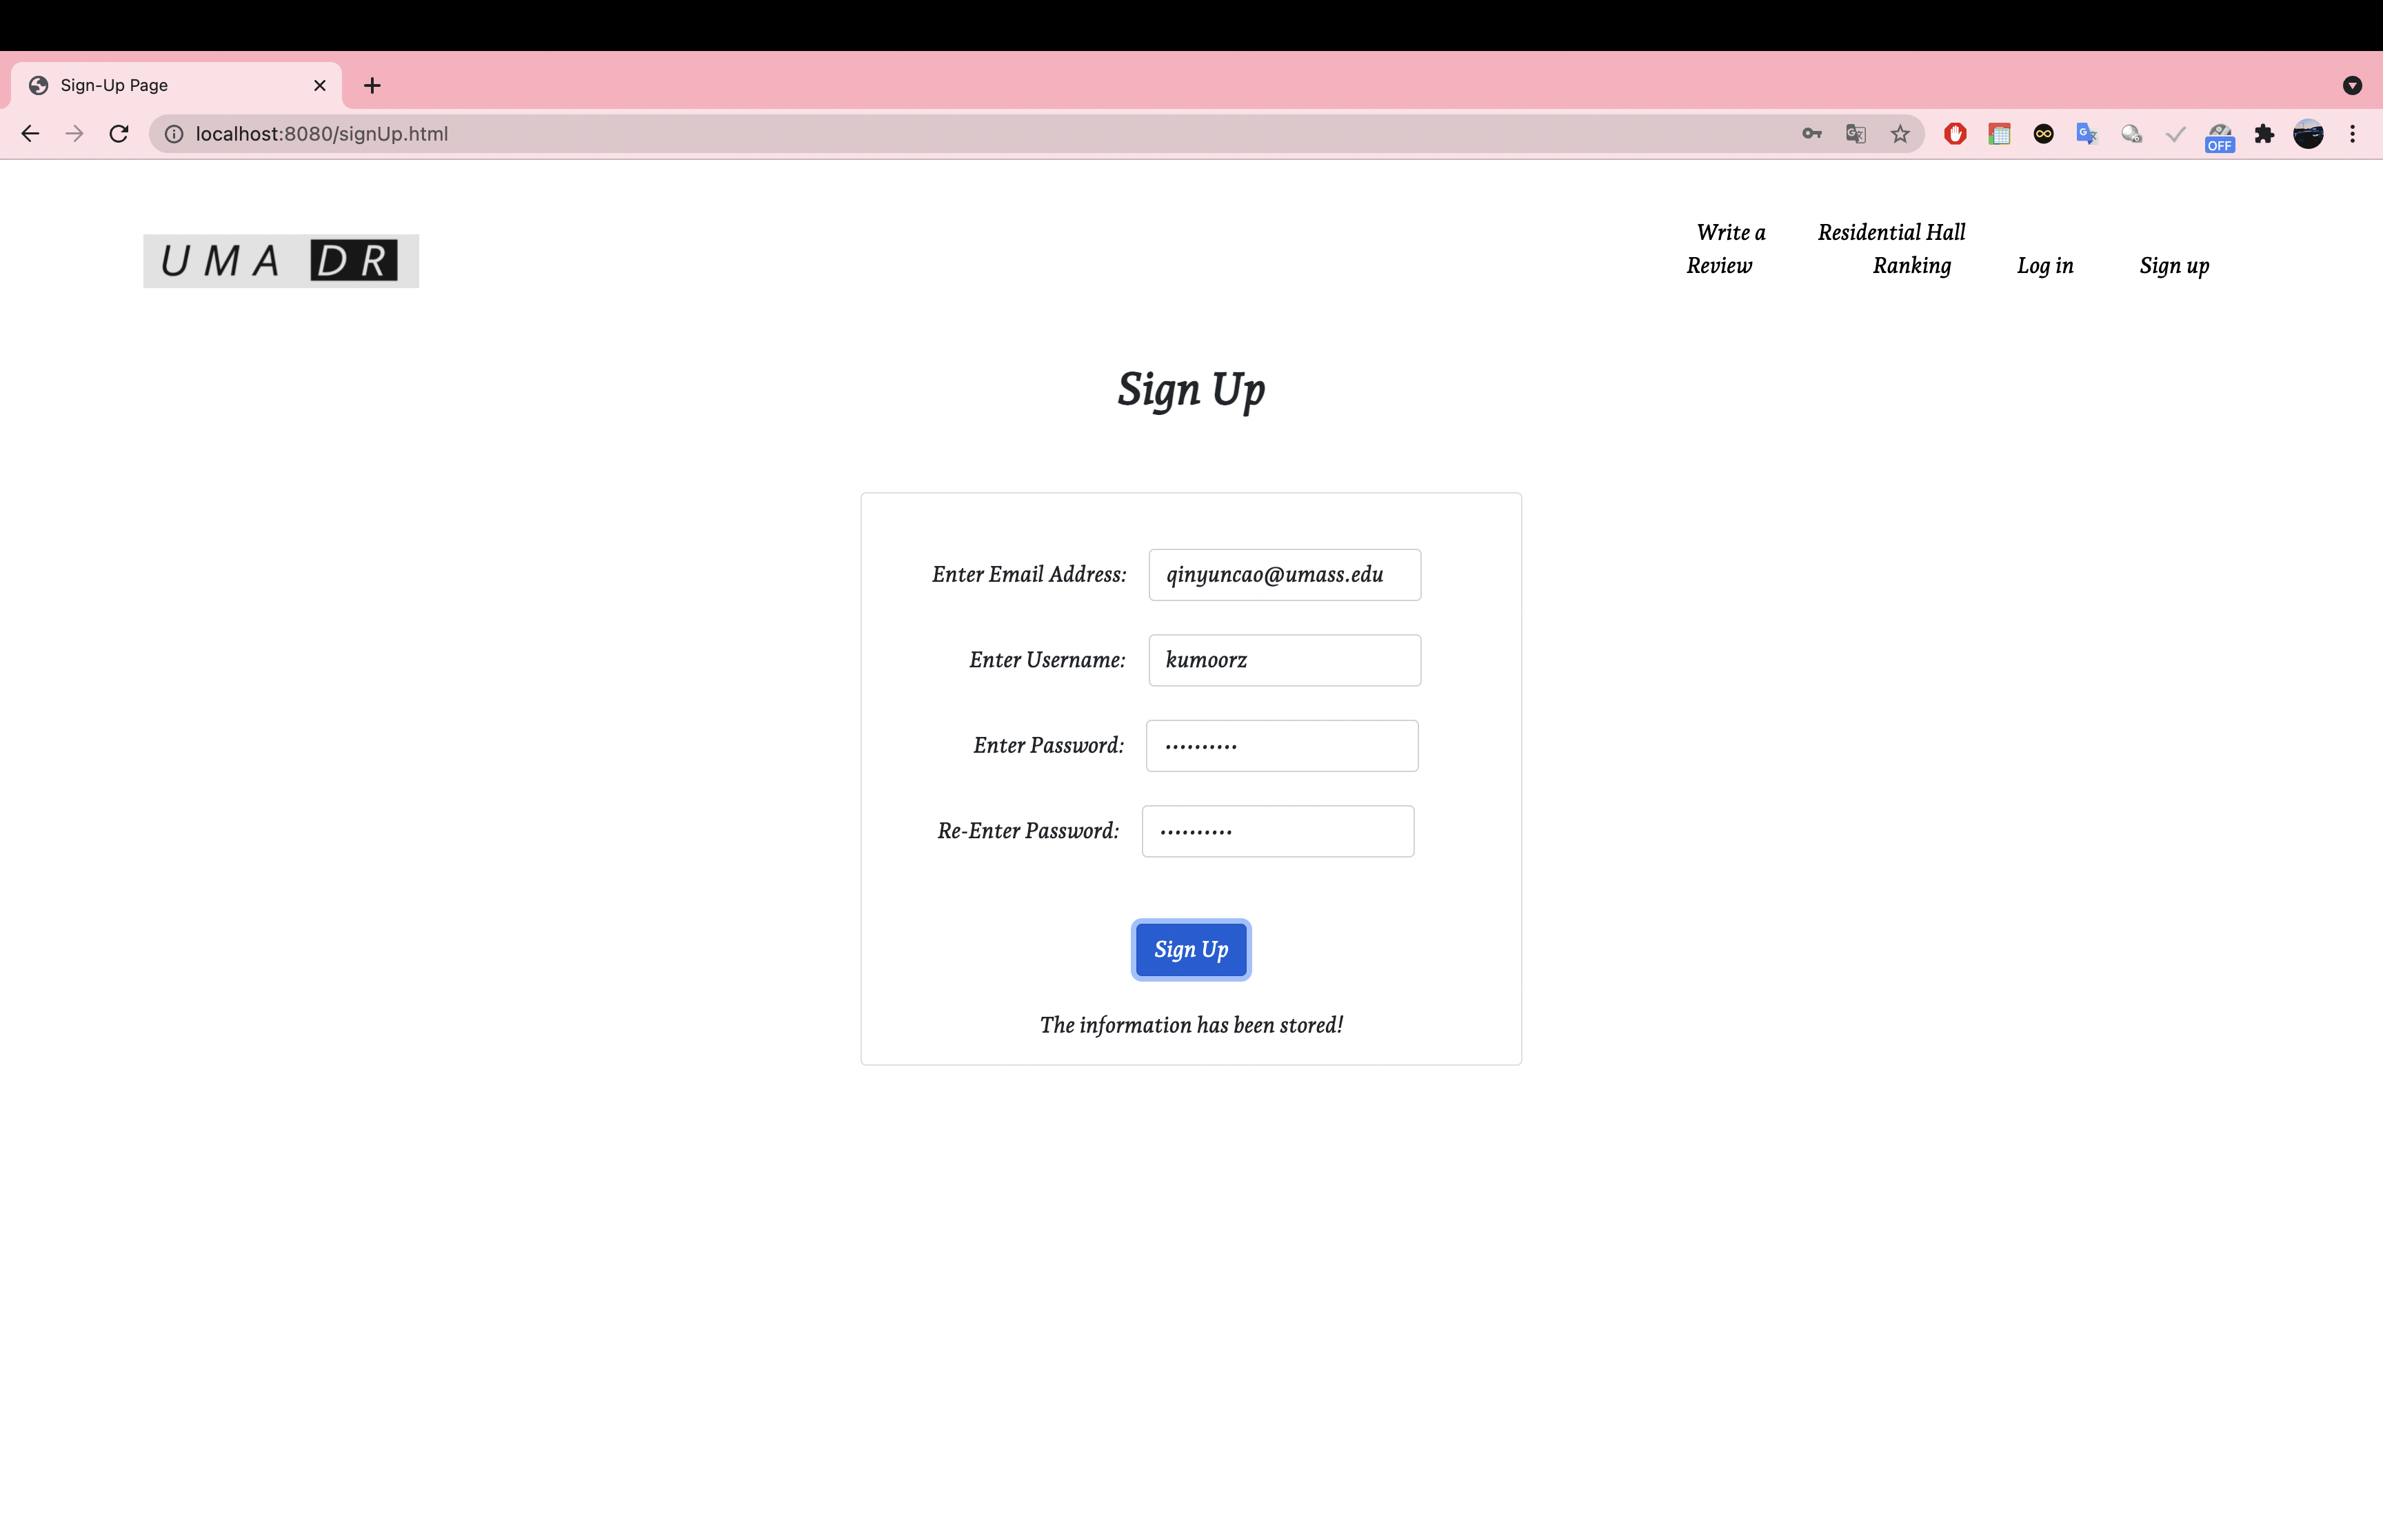 Sign-Up Page
localhost:8080/signUp.html
OFF
UMA DR
Write a Review
Residential Hall Ranking
Log in
Sign up
Sign Up
Enter Email Address: qinyuncao@umass.edu
Enter Username: kumoorz
Enter Password: ••••••••••
Re-Enter Password: ••••••••••
Sign Up
The information has been stored!